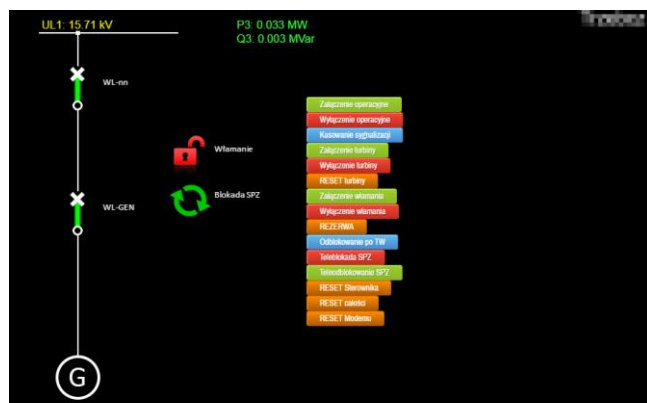 UL1: 15.71 kV
P3: 0.033 MW
Q3: 0.003 MVar
WL-nn
Załączenie operacyjne
Wyłączenie operacyjne
Kasowanie sygnalizacji
Włamanie
Załączenie turbiny
Wyłączenie turbiny
RESET turbiny
Blokada SPZ
Załączenie włamania
WL-GEN
Wyłączenie włamania
REZERWA
Odblokowanie po TW
Teleblokada SPZ
Teleodblokowanie SPZ
RESET Sterownika
RESET całości
RESET Modemu
G